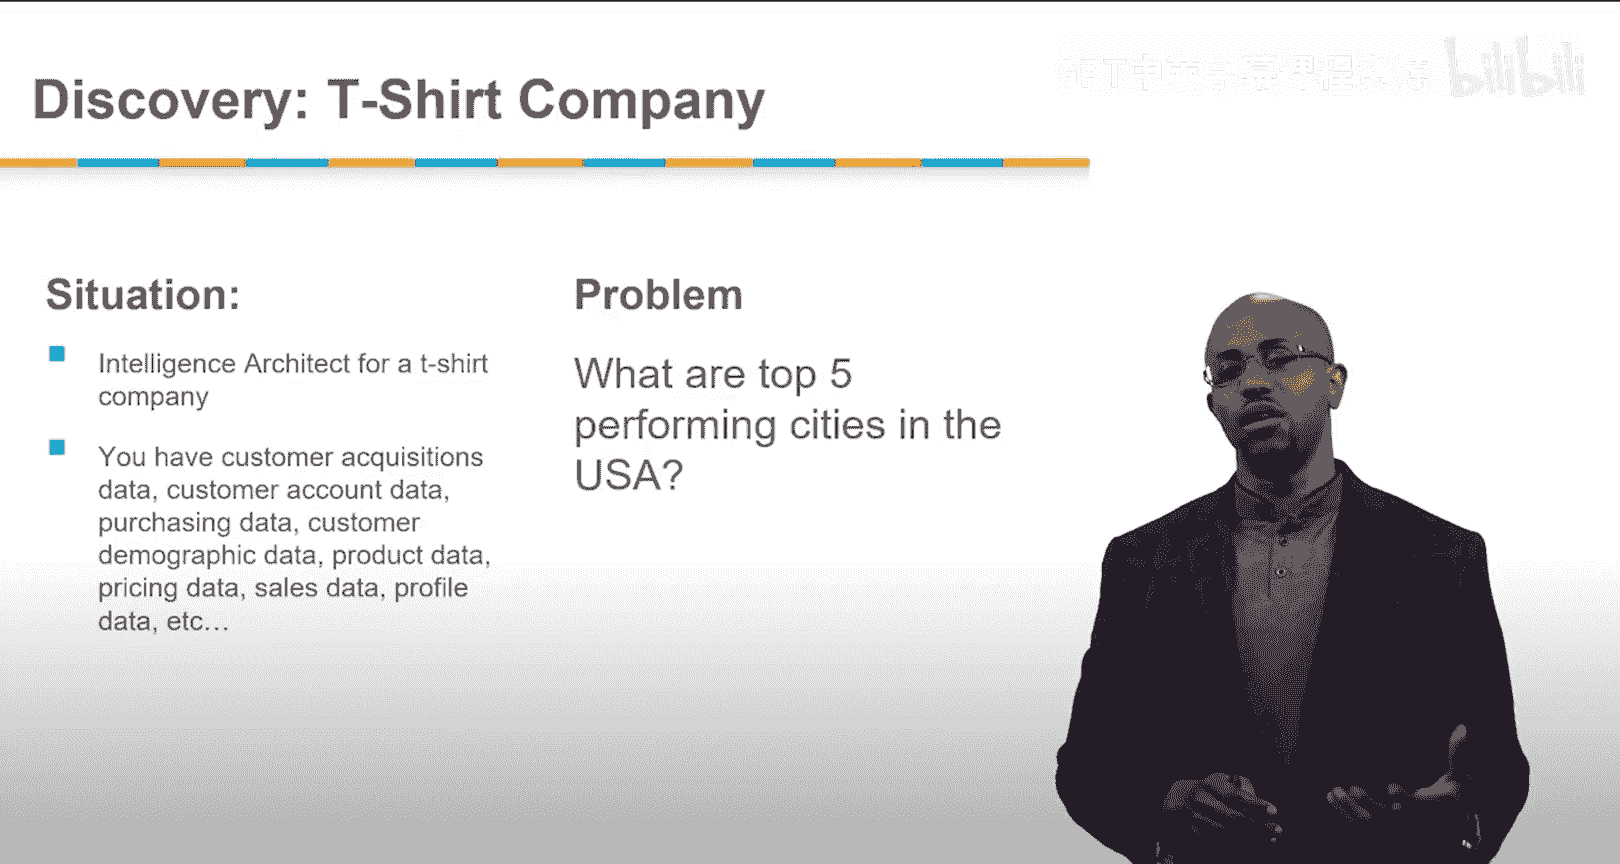 Discovery: T-Shirt Company
bilibili
Situation:
Intelligence Architect for a t-shirt
company
You have customer acquisitions
data, customer account data,
purchasing data, customer
demographic data, product data,
pricing data, sales data, profile
data, etc…
Problem
What are top 5
performing cities in the
USA?